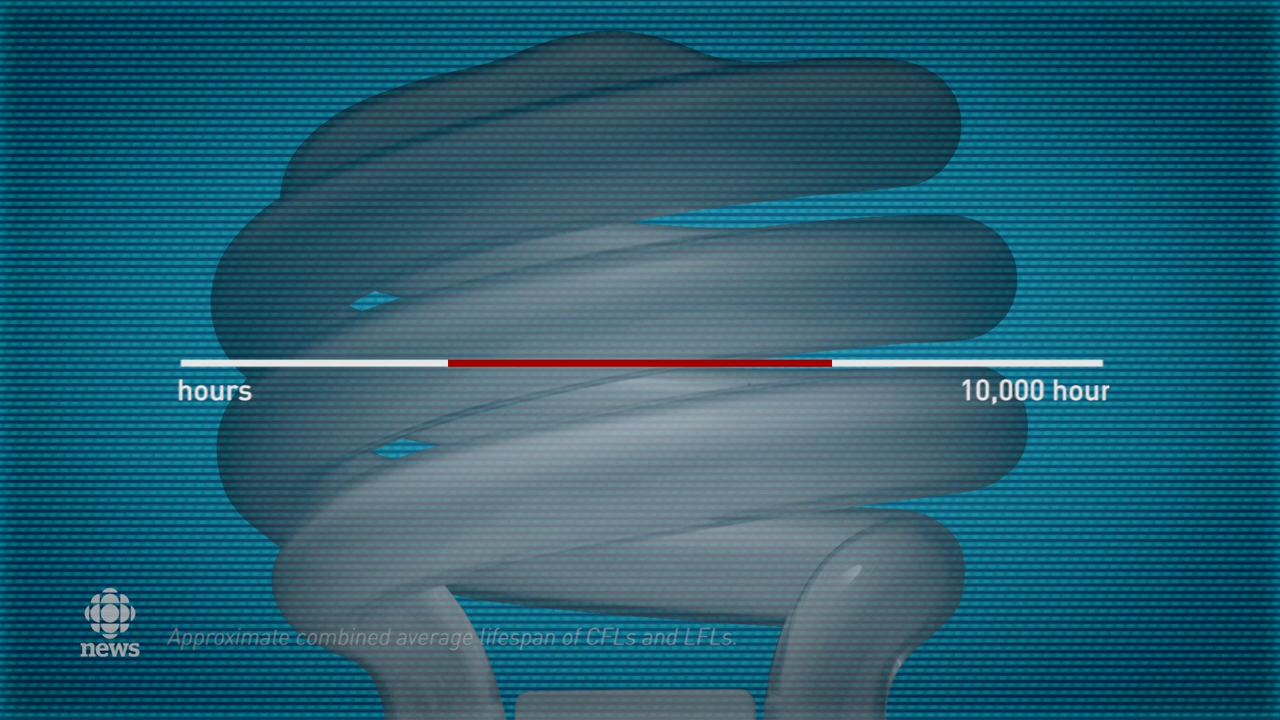 hours
10,000 hour
news
Approximate combined average lifespan of CFLs and LFLs.